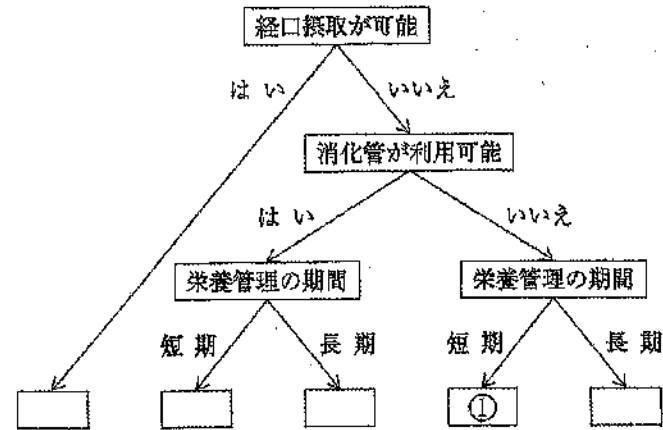 経口摂取が可能
はい
いいえ
消化管が利用可能
はい
いいえ
栄養管理の期間
栄養管理の期間
短期
長期
短期
長期
①